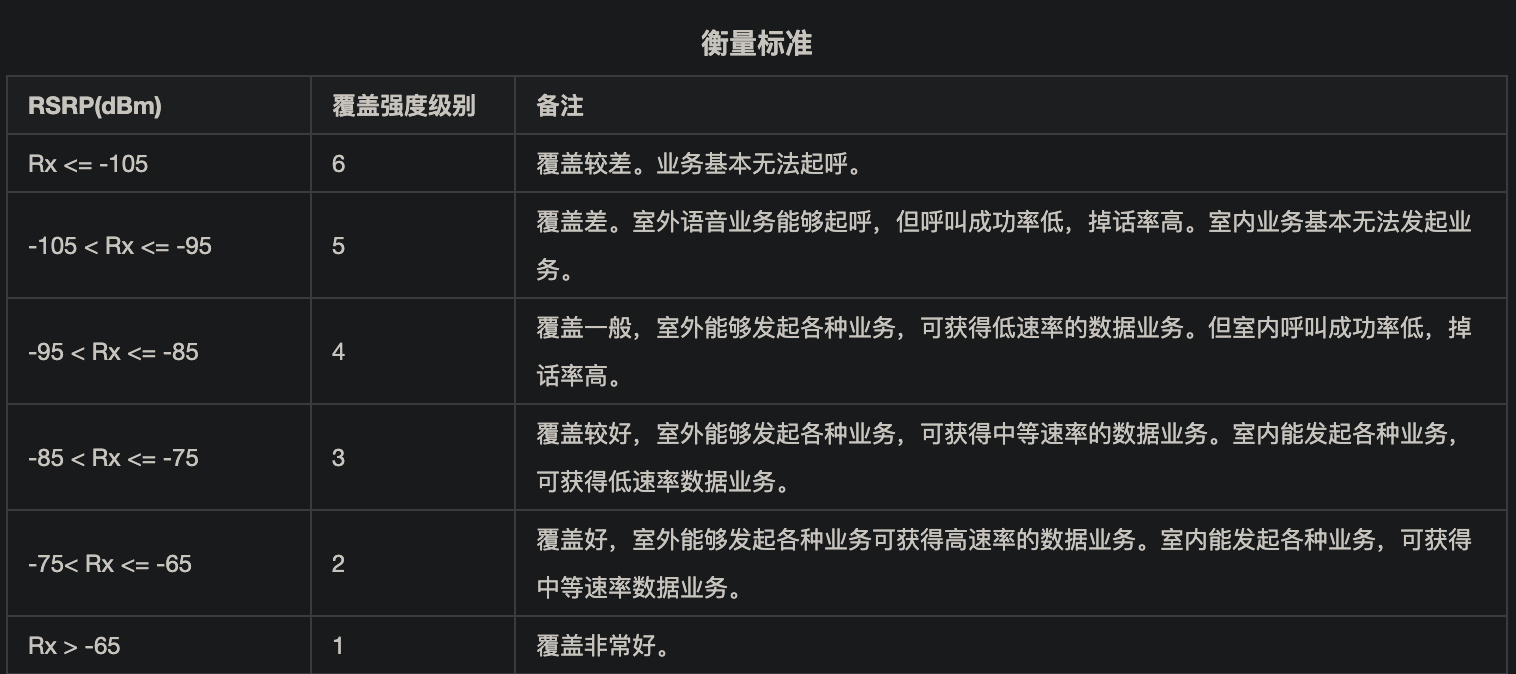 衡量标准
RSRP(dBm) 覆盖强度级别 备注
Rx <= -105 6 覆盖较差。业务基本无法起呼。
-105 < Rx <= -95 5 覆盖差。室外语音业务能够起呼，但呼叫成功率低，掉话率高。室内业务基本无法发起业
务。
-95 < Rx <= -85 4 覆盖一般，室外能够发起各种业务，可获得低速率的数据业务。但室内呼叫成功率低，掉
话率高。
-85 < Rx <= -75 3 覆盖较好，室外能够发起各种业务，可获得中等速率的数据业务。室内能发起各种业务，
可获得低速率数据业务。
-75< Rx <= -65 2 覆盖好，室外能够发起各种业务可获得高速率的数据业务。室内能发起各种业务，可获得
中等速率数据业务。
Rx > -65 1 覆盖非常好。